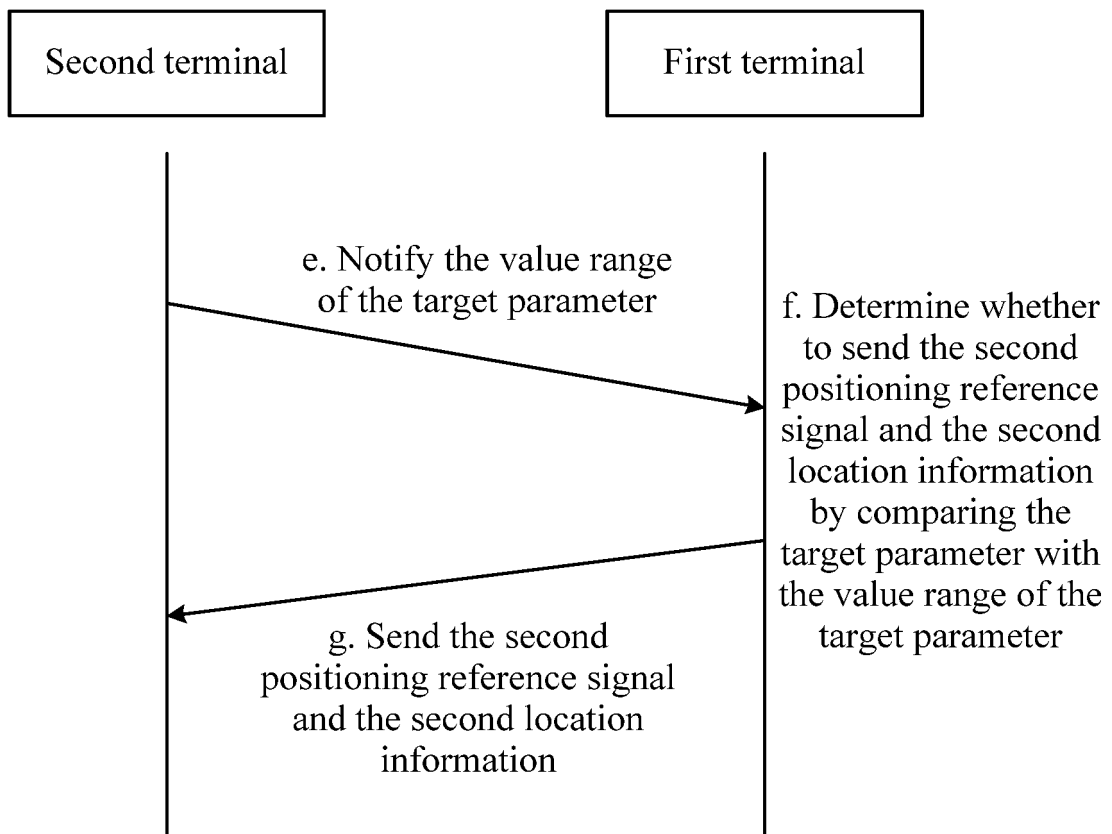 Second terminal
First terminal
e. Notify the value range
of the target parameter
f. Determine whether
to send the second
positioning reference
signal and the second
location information
by comparing the
target parameter with
the value range of the
target parameter
g. Send the second
positioning reference signal
and the second location
information